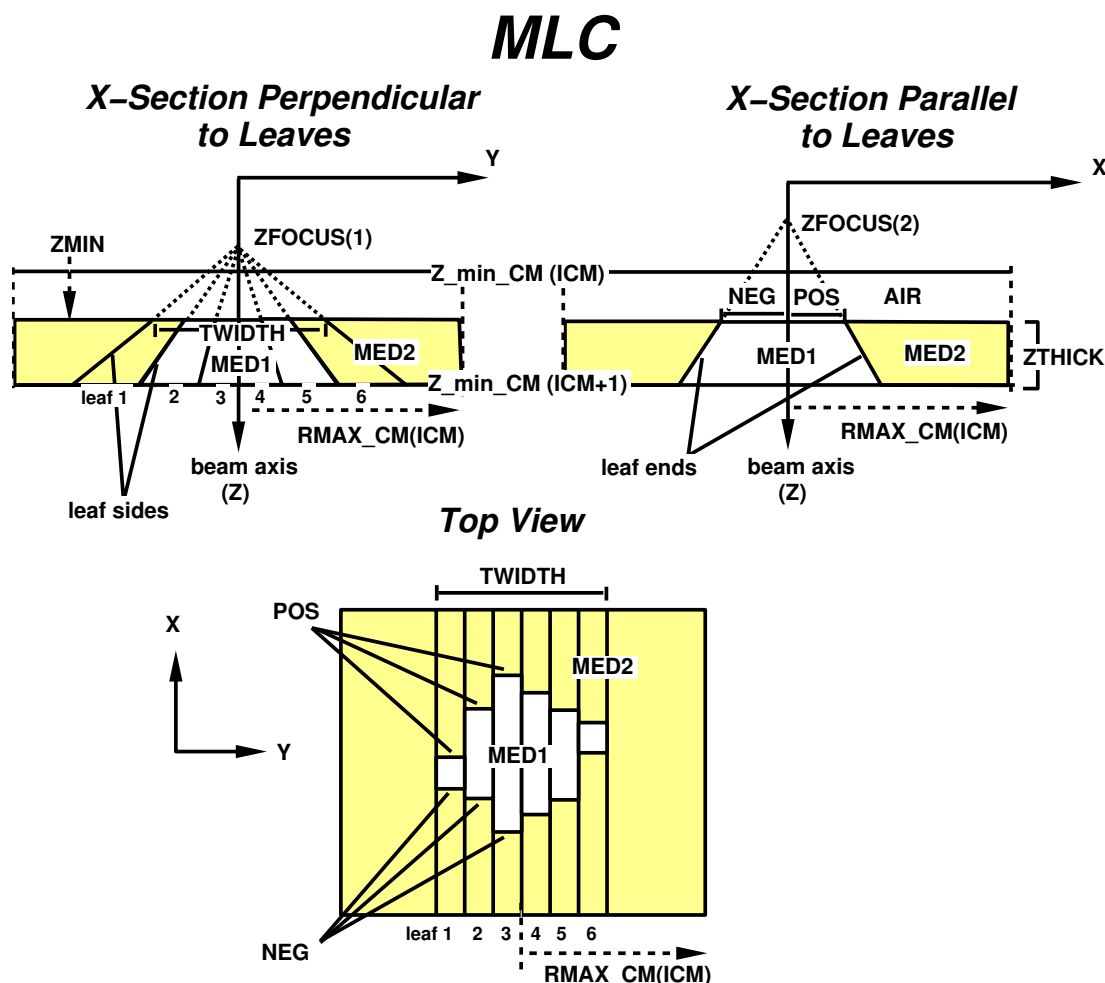 MLC
X−Section Perpendicular
to Leaves
X−Section Parallel
to Leaves
Y
X
ZMIN
ZFOCUS(1)
ZFOCUS(2)
Z_min_CM (ICM)
NEG
POS
AIR
TWIDTH
MED1
MED2
MED1
MED2
ZTHICK
Z_min_CM (ICM+1)
leaf 1
2
3
4
5
6
RMAX_CM(ICM)
RMAX_CM(ICM)
beam axis
(Z)
leaf ends
beam axis
(Z)
leaf sides
Top View
TWIDTH
POS
X
MED2
Y
MED1
leaf 1
2
3
4
5
6
NEG
RMAX_CM(ICM)